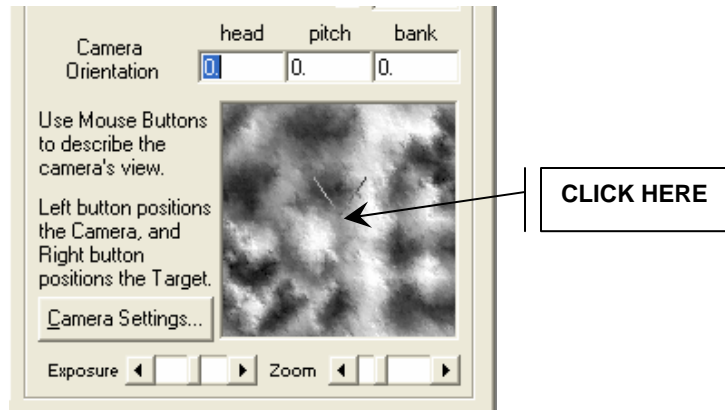 head pitch bank
Camera
Orientation
0. 0. 0.
Use Mouse Buttons
to describe the
camera's view.
Left button positions
the Camera, and
Right button
positions the Target.
Camera Settings...
CLICK HERE
Exposure Zoom